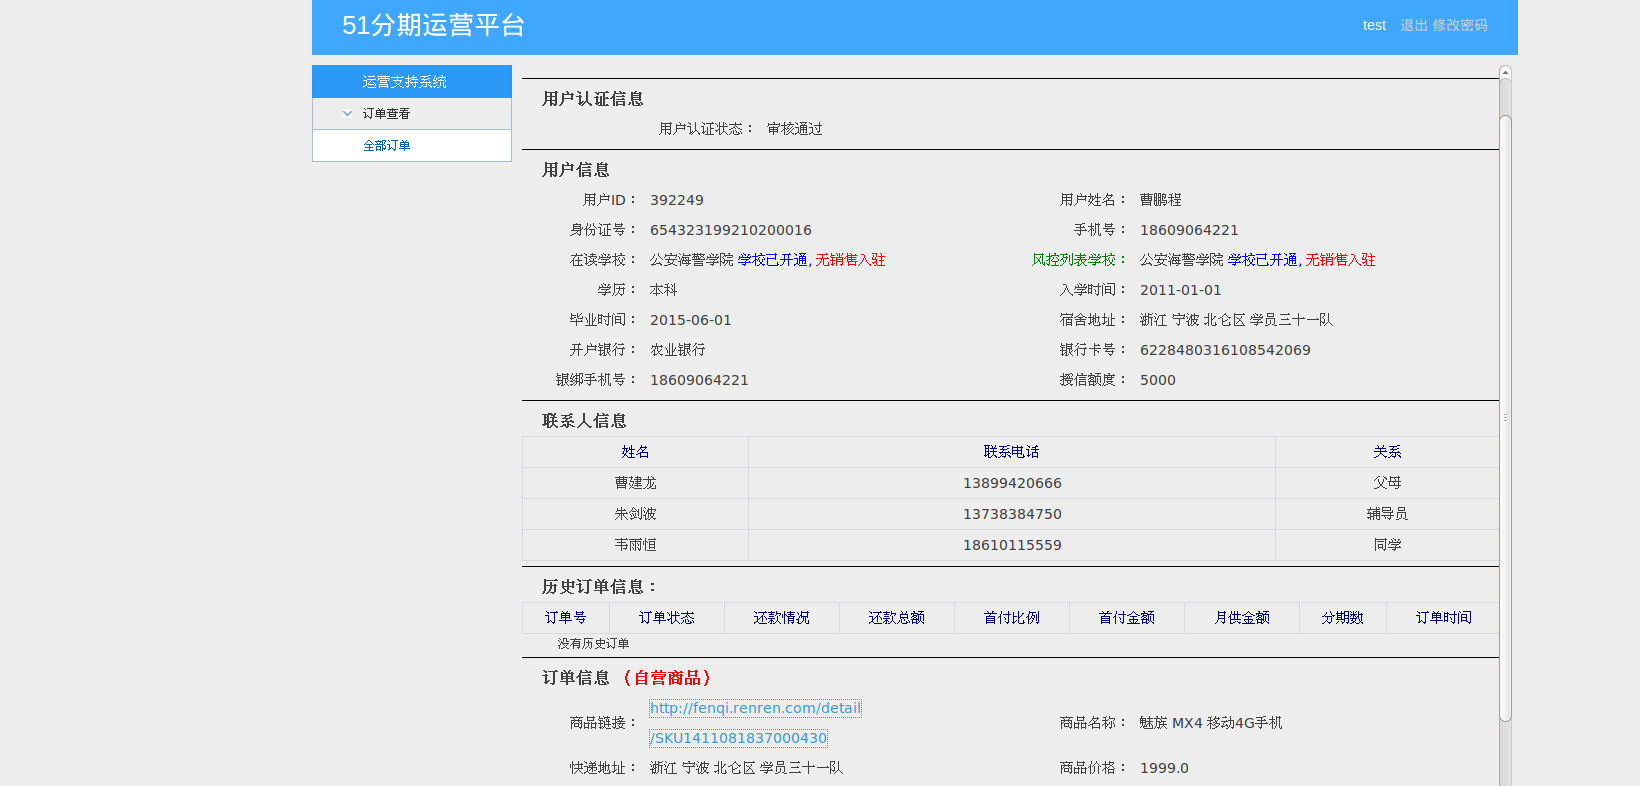 51分期运营平台
test 退出 修改密码
运营支持系统
订单查看
全部订单
用户认证信息
用户认证状态： 审核通过
用户信息
用户ID： 392249 用户姓名： 曹鹏程
身份证号： 654323199210200016 手机号： 18609064221
在读学校： 公安海警学院 学校已开通, 无销售入驻 风控列表学校： 公安海警学院 学校已开通, 无销售入驻
学历： 本科 入学时间： 2011-01-01
毕业时间： 2015-06-01 宿舍地址： 浙江 宁波 北仑区 学员三十一队
开户银行： 农业银行 银行卡号： 6228480316108542069
银绑手机号： 18609064221 授信额度： 5000
联系人信息
姓名 联系电话 关系
曹建龙 13899420666 父母
朱剑波 13738384750 辅导员
韦雨恒 18610115559 同学
历史订单信息：
订单号 订单状态 还款情况 还款总额 首付比例 首付金额 月供金额 分期数 订单时间
没有历史订单
订单信息 （自营商品）
商品链接： http://fenqi.renren.com/detail
/SKU1411081837000430 商品名称： 魅族 MX4 移动4G手机
快递地址： 浙江 宁波 北仑区 学员三十一队 商品价格： 1999.0